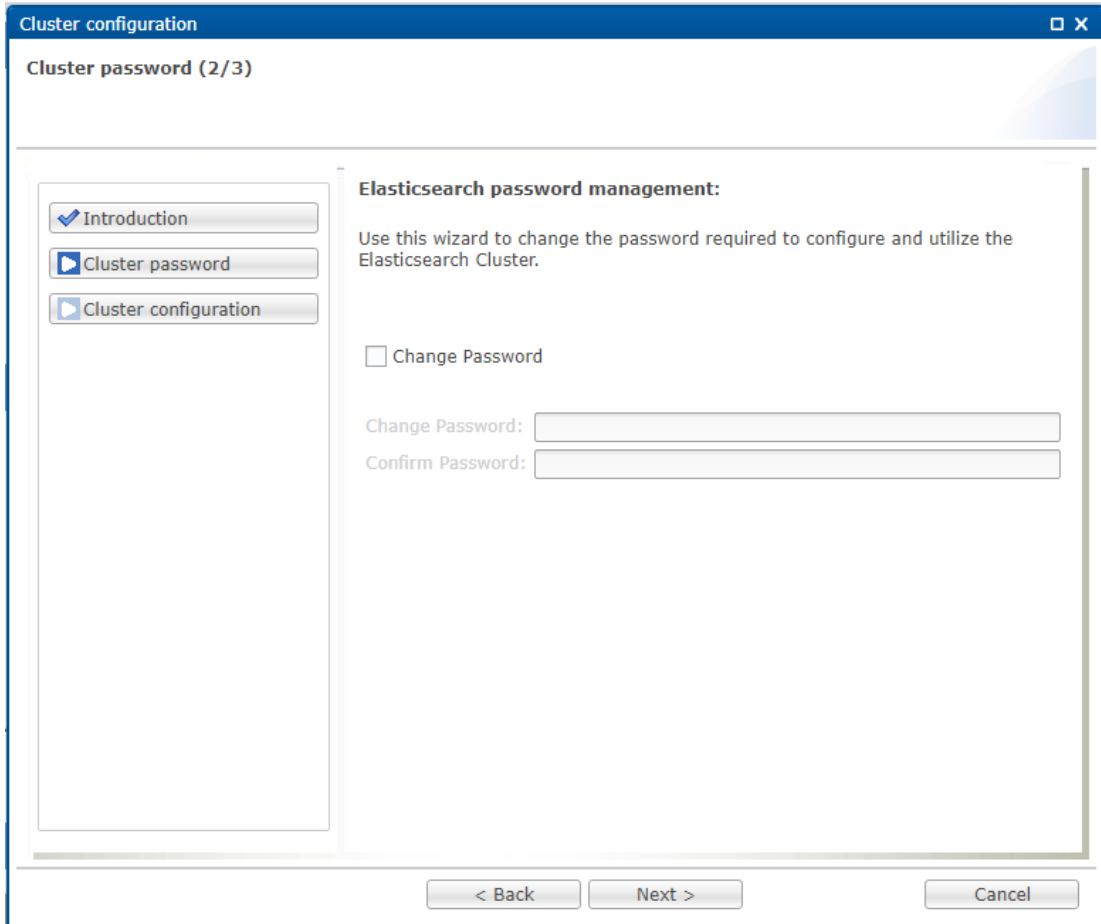 Cluster configuration
Cluster password (2/3)
Introduction
Cluster password
Cluster configuration
Elasticsearch password management:
Use this wizard to change the password required to configure and utilize the
Elasticsearch Cluster.
Change Password
Change Password:
Confirm Password:
< Back
Next >
Cancel